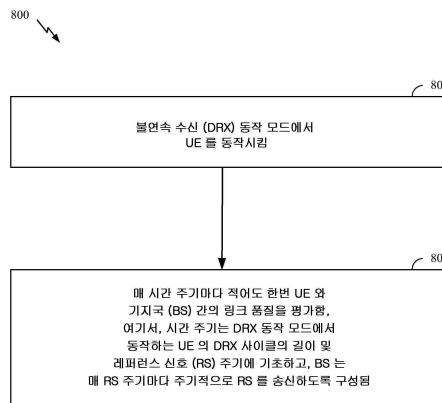 800
80
불연속 수신 (DRX) 동작 모드에서
UE 를 동작시킴
80
매 시간 주기마다 적어도 한번 UE 와
기지국 (BS) 간의 링크 품질을 평가함,
여기서, 시간 주기는 DRX 동작 모드에서
동작하는 UE 의 DRX 사이클의 길이 및
레퍼런스 신호 (RS) 주기에 기초하고, BS 는
매 RS 주기마다 주기적으로 RS 를 송신하도록 구성됨